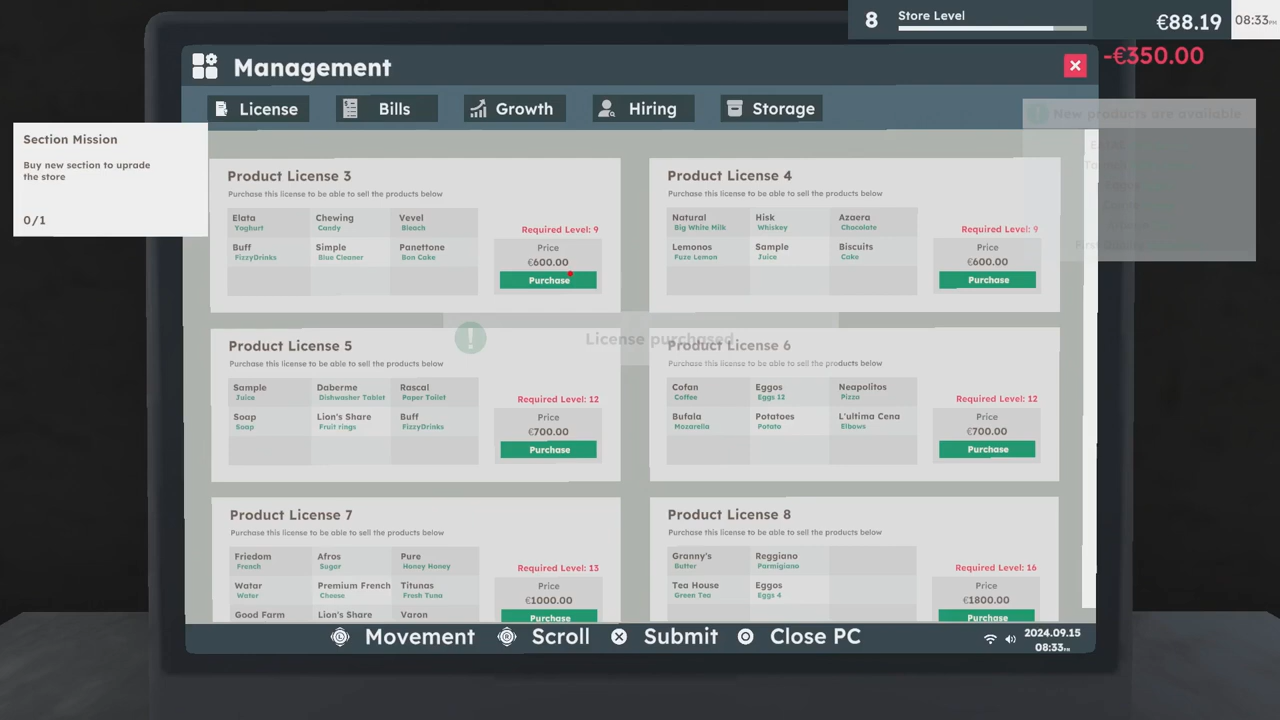 8 Store Level €88.19 08:33PM
-€350.00
Management
License Bills Growth Hiring Storage
New products are available
Section Mission
Buy new section to uprade
the store
0/1
Product License 3
Purchase this license to be able to sell the products below
Elata Chewing Vevel
Yoghurt Candy Bleach
Buff Simple Panettone
FizzyDrinks Blue Cleaner Bon Cake
Required Level: 9
Price
€600.00
Purchase
Product License 4
Purchase this license to be able to sell the products below
Natural Hisk Azaera
Big White Milk Whiskey Chocolate
Lemonos Sample Biscuits
Fuze Lemon Juice Cake
Required Level: 9
Price
€600.00
Purchase
License purchased
Product License 5
Purchase this license to be able to sell the products below
Sample Daberme Rascal
Juice Dishwasher Tablet Paper Toilet
Soap Lion's Share Buff
Soap Fruit rings FizzyDrinks
Required Level: 12
Price
€700.00
Purchase
Product License 6
Purchase this license to be able to sell the products below
Cofan Eggos Neapolitos
Coffee Eggs 12 Pizza
Bufala Potatoes L'ultima Cena
Mozarella Potato Elbows
Required Level: 12
Price
€700.00
Purchase
Product License 7
Purchase this license to be able to sell the products below
Friedom Afros Pure
French Sugar Honey Honey
Watar Premium French Titunas
Water Cheese Fresh Tuna
Good Farm Lion's Share Varon
Required Level: 13
Price
€1000.00
Purchase
Product License 8
Purchase this license to be able to sell the products below
Granny's Reggiano
Butter Parmigiano
Tea House Eggos
Green Tea Eggs 4
Required Level: 16
Price
€1800.00
Purchase
Movement Scroll Submit Close PC
2024.09.15
08:33PM